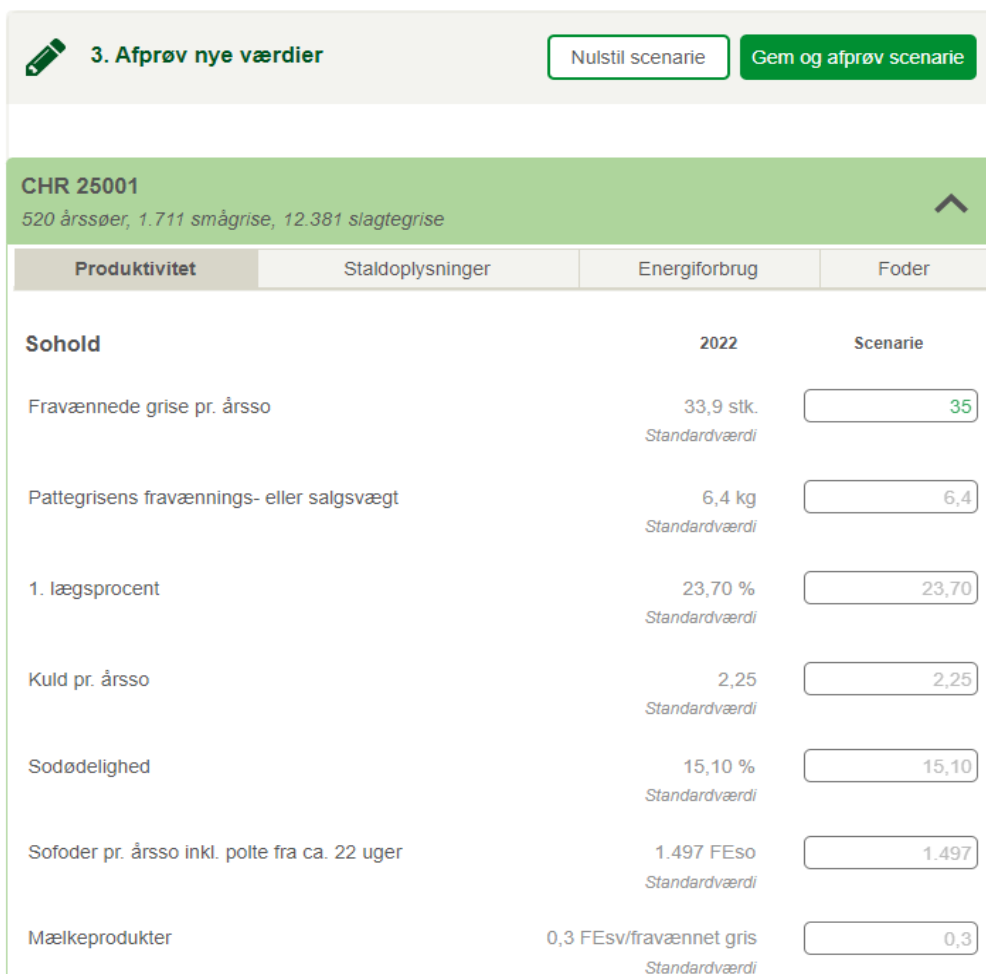 3. Afprøv nye værdier
Nulstil scenarie
Gem og afprøv scenarie
CHR 25001
520 årssøer, 1.711 smågrise, 12.381 slagtegrise
Produktivitet Staldoplysninger Energiforbrug Foder
Sohold 2022 Scenarie
Fravænnede grise pr. årsso 33,9 stk. 35
Standardværdi
Pattegrisens fravænnings- eller salgsvægt 6,4 kg 6,4
Standardværdi
1. lægsprocent 23,70 % 23,70
Standardværdi
Kuld pr. årsso 2,25 2,25
Standardværdi
Sodødelighed 15,10 % 15,10
Standardværdi
Sofoder pr. årsso inkl. polte fra ca. 22 uger 1.497 FEso 1.497
Standardværdi
Mælkeprodukter 0,3 FEsv/fravænnet gris 0,3
Standardværdi